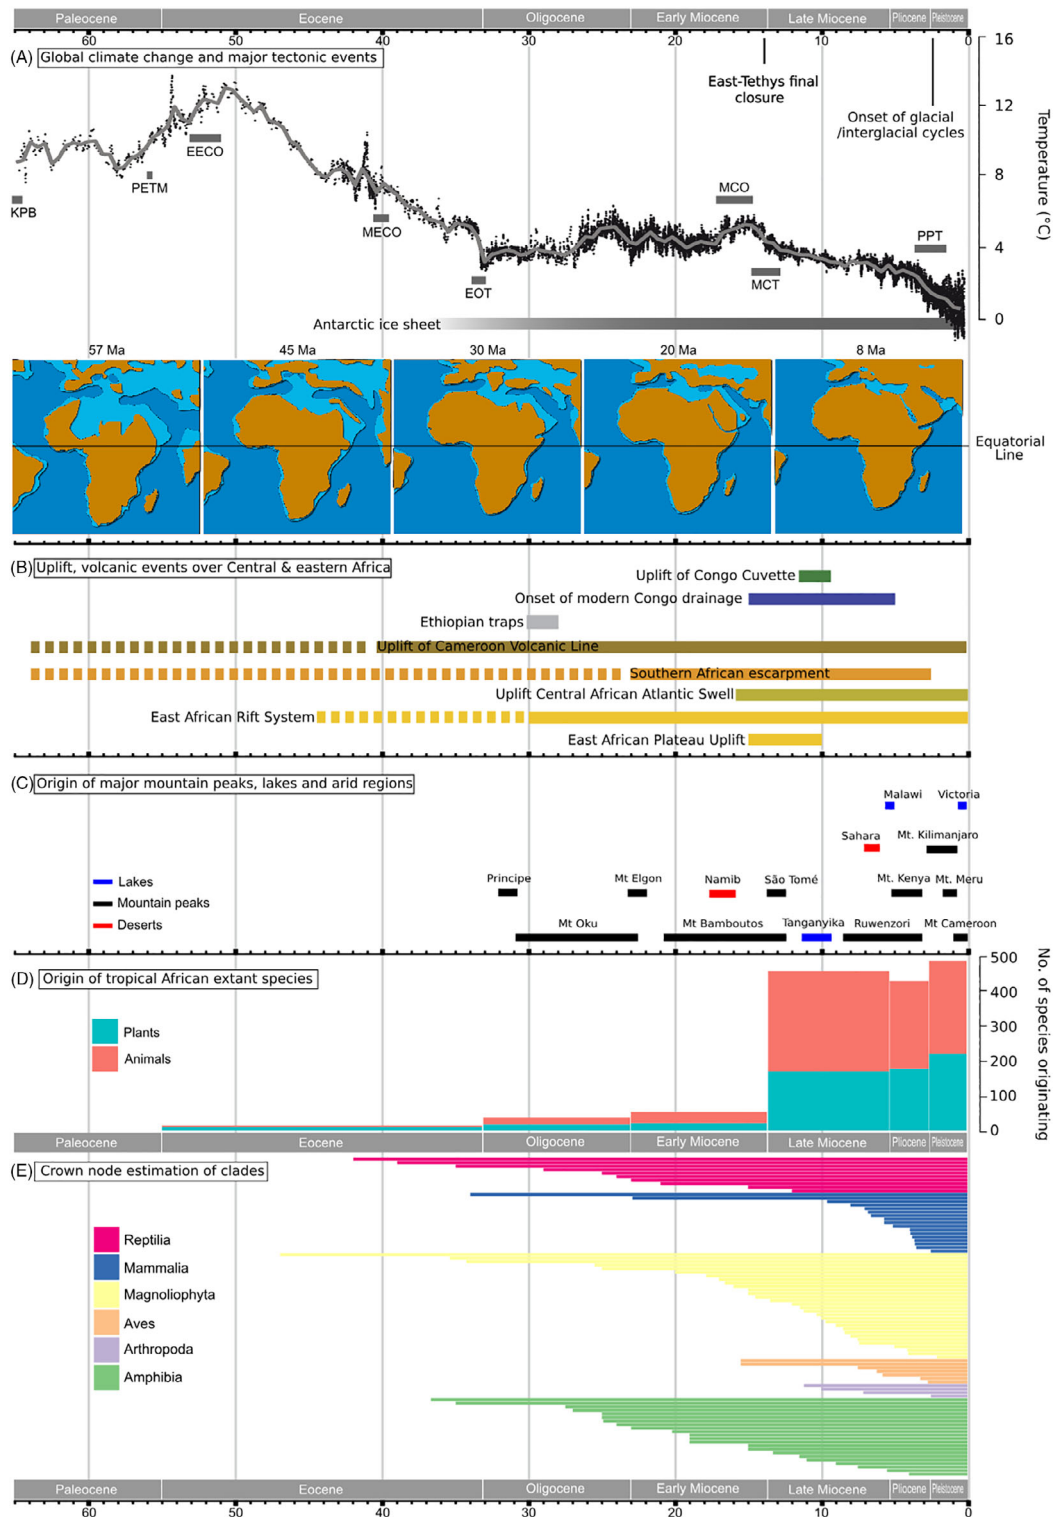 Paleocene Eocene Oligocene Early Miocene Late Miocene Pliocene Pleistocene
60 50 40 30 20 10 0
(A) Global climate change and major tectonic events
16
East-Tethys final
closure
12
Onset of glacial
/interglacial cycles
Temperature (°C)
EECO
8
PETM
MCO
KPB
MECO
PPT
4
EOT
MCT
Antarctic ice sheet
0
57 Ma 45 Ma 30 Ma 20 Ma 8 Ma
Equatorial
Line
(B) Uplift, volcanic events over Central & eastern Africa
Uplift of Congo Cuvette
Onset of modern Congo drainage
Ethiopian traps
Uplift of Cameroon Volcanic Line
Southern African escarpment
Uplift Central African Atlantic Swell
East African Rift System
East African Plateau Uplift
(C) Origin of major mountain peaks, lakes and arid regions
Malawi Victoria
Sahara Mt. Kilimanjaro
Lakes
Principe Mt Elgon Namib São Tomé Mt. Kenya Mt. Meru
Mountain peaks
Deserts
Mt Oku Mt Bamboutos Tanganyika Ruwenzori Mt Cameroon
(D) Origin of tropical African extant species
500
400
300
200
100
0
No. of species originating
Plants
Animals
Paleocene Eocene Oligocene Early Miocene Late Miocene Pliocene Pleistocene
(E) Crown node estimation of clades
Reptilia
Mammalia
Magnoliophyta
Aves
Arthropoda
Amphibia
Paleocene Eocene Oligocene Early Miocene Late Miocene Pliocene Pleistocene
60 50 40 30 20 10 0